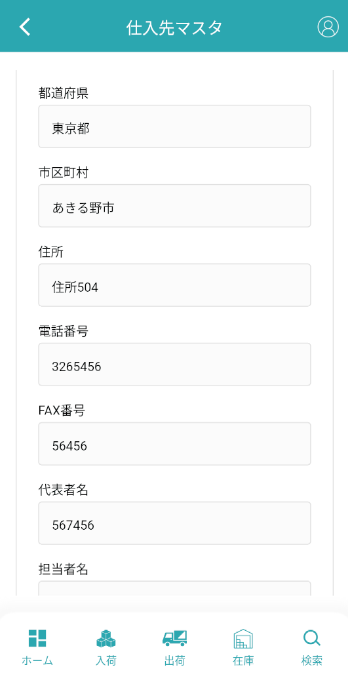 仕入先マスタ
都道府県
東京都
市区町村
あきる野市
住所
住所504
電話番号
3265456
FAX番号
56456
代表者名
567456
担当者名
ホーム
入荷
出荷
在庫
検索